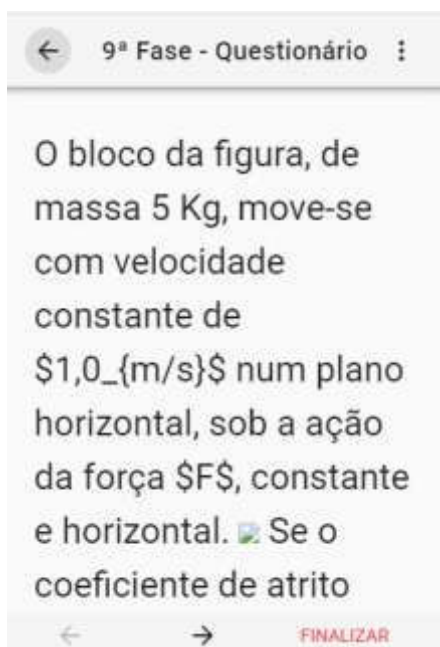 9ª Fase - Questionário
O bloco da figura, de
massa 5 Kg, move-se
com velocidade
constante de
$1,0_{m/s}$ num plano
horizontal, sob a ação
da força $F$, constante
e horizontal. Se o
coeficiente de atrito
FINALIZAR